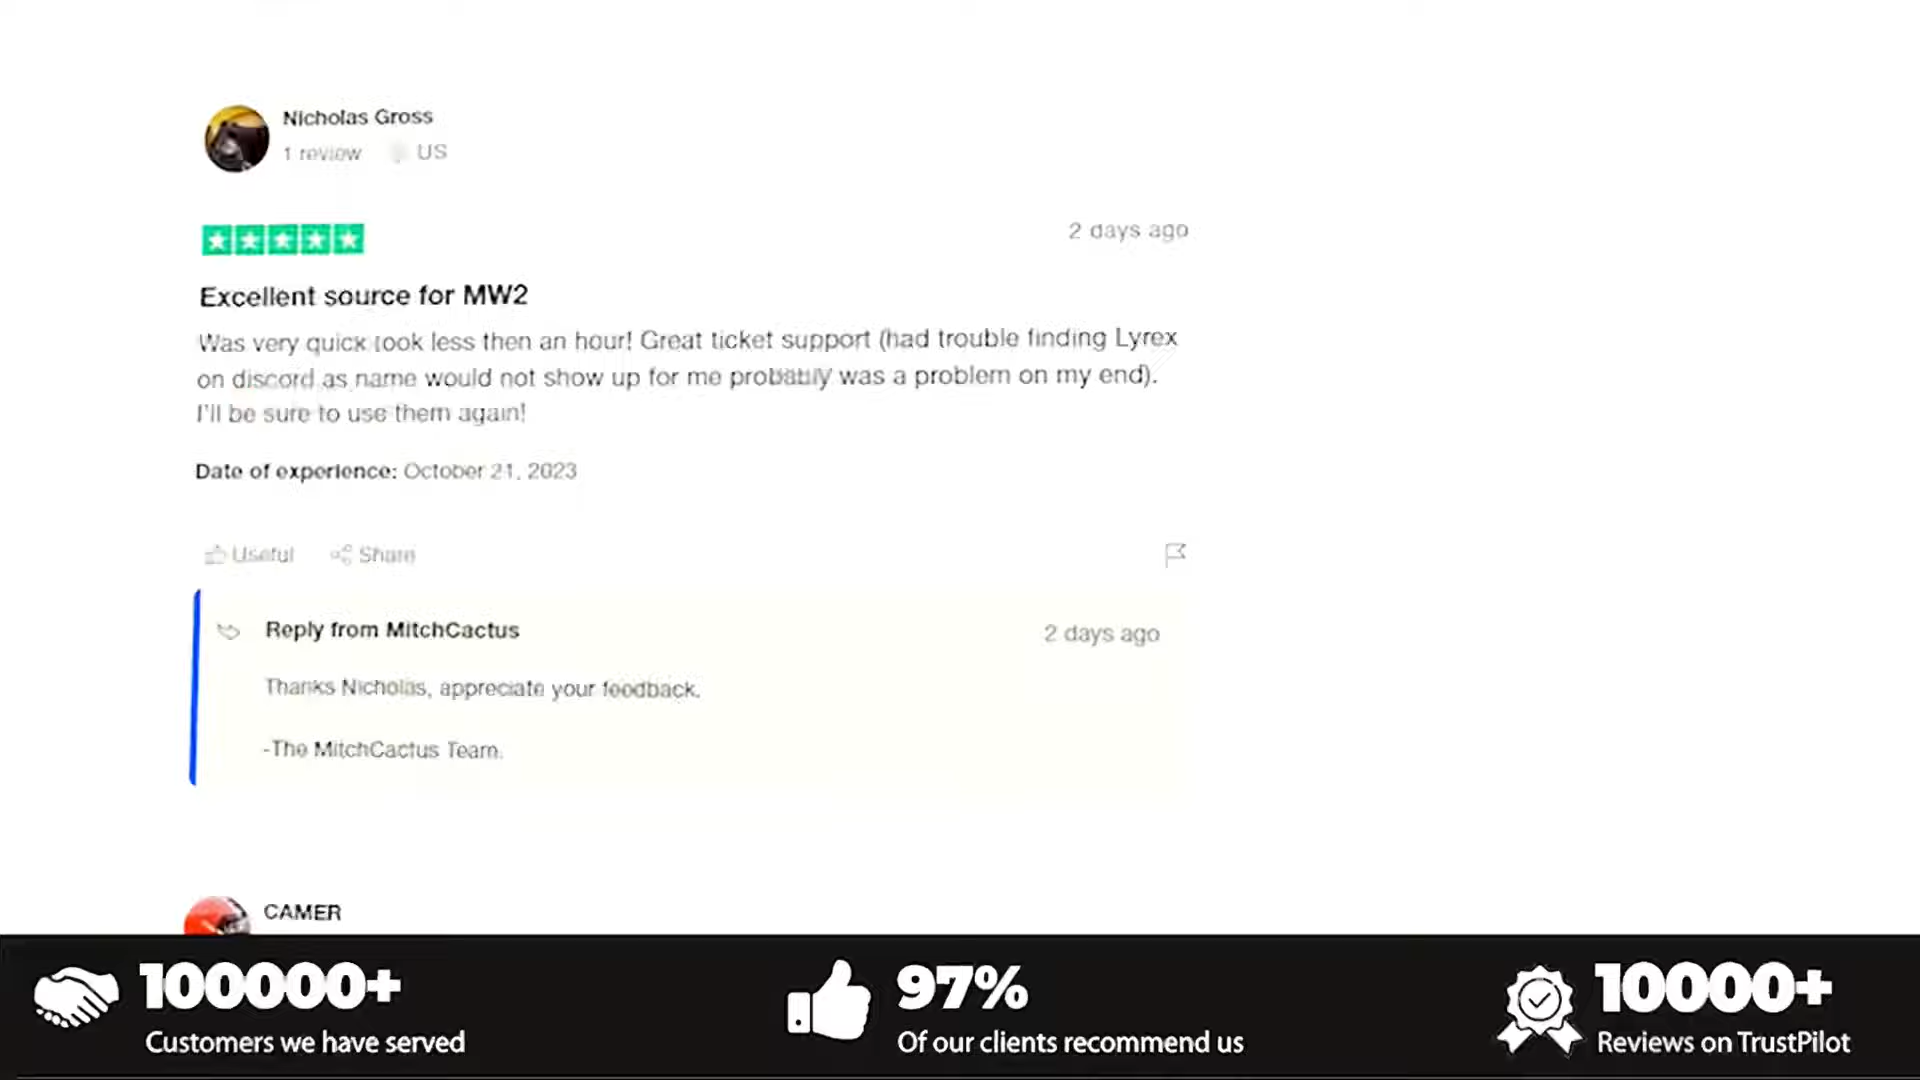 Nicholas Gross
1 review US
2 days ago
Excellent source for MW2
Was very quick took less then an hour! Great ticket support (had trouble finding Lyrex
on discord as name would not show up for me probably was a problem on my end).
I'll be sure to use them again!
Date of experience: October 21, 2023
Useful Share
Reply from MitchCactus
2 days ago
Thanks Nicholas, appreciate your feedback.
-The MitchCactus Team.
CAMER
100000+
Customers we have served
97%
Of our clients recommend us
10000+
Reviews on TrustPilot